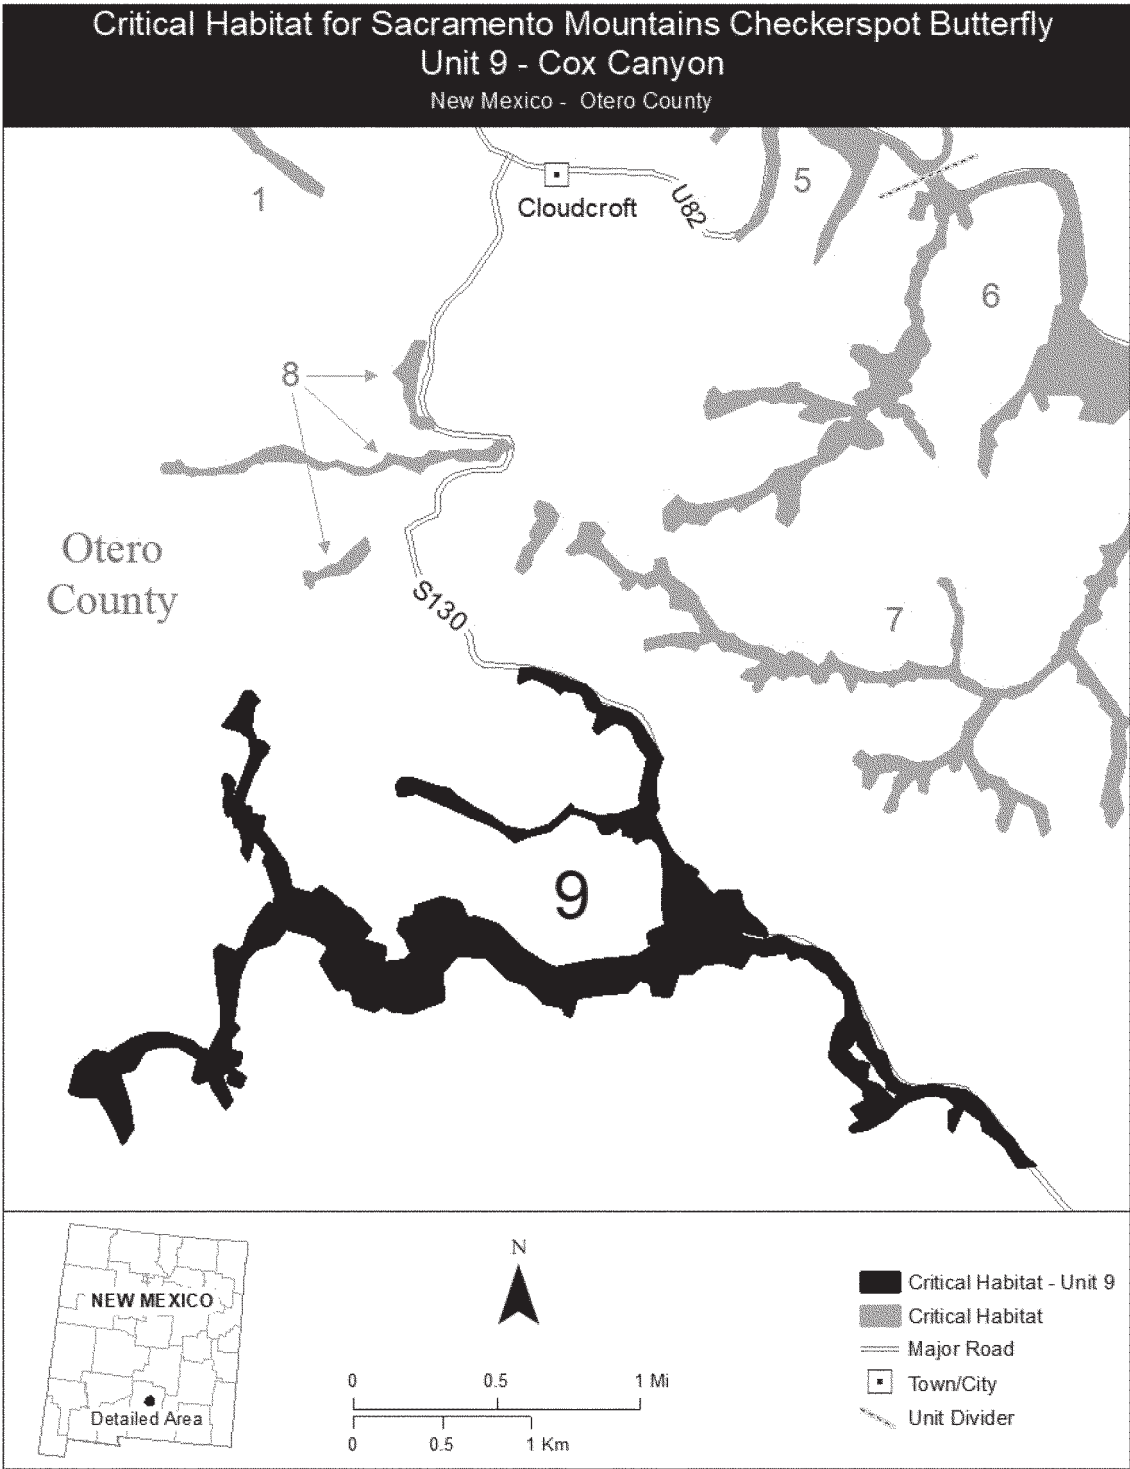 Critical Habitat for Sacramento Mountains Checkerspot Butterfly
Unit 9 - Cox Canyon
New Mexico - Otero County
1
5
Cloudcroft
U82
6
8
Otero
County
S130
7
9
NEW MEXICO
Detailed Area
N
0 0.5 1 Mi
0 0.5 1 Km
Critical Habitat - Unit 9
Critical Habitat
Major Road
Town/City
Unit Divider